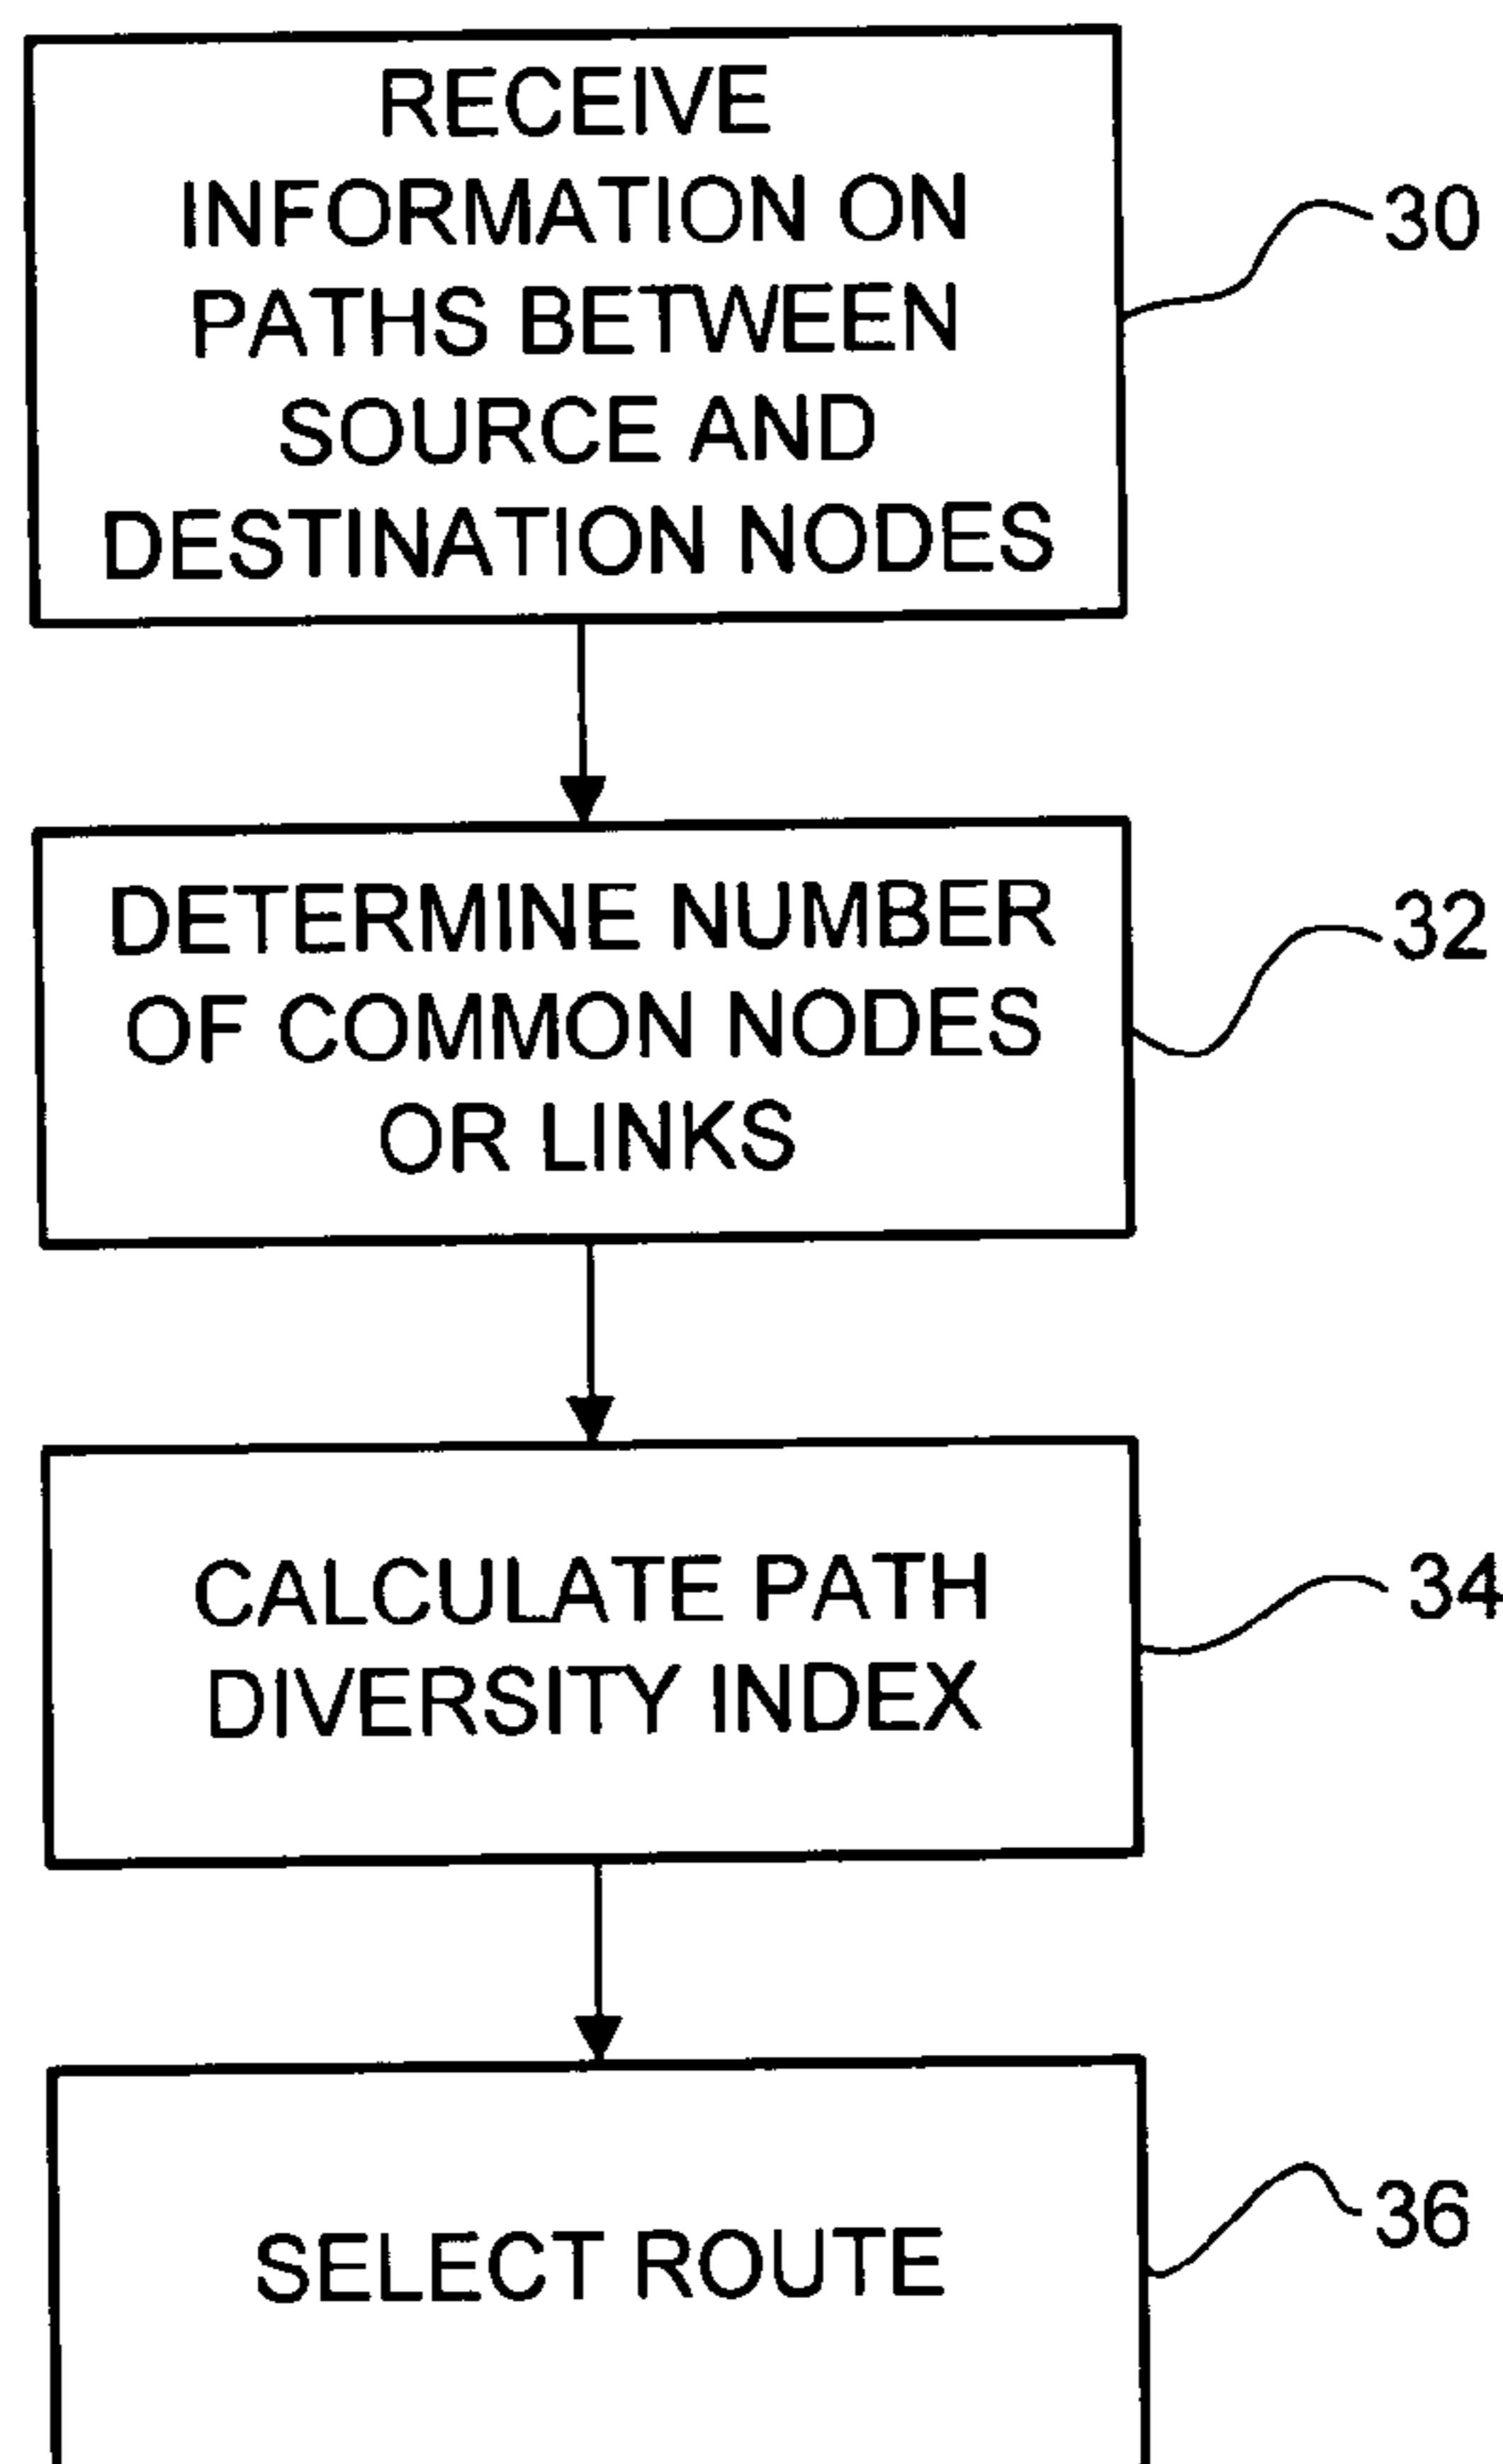 RECEIVE
INFORMATION ON
PATHS BETWEEN
SOURCE AND
DESTINATION NODES
30
DETERMINE NUMBER
OF COMMON NODES
OR LINKS
32
CALCULATE PATH
DIVERSITY INDEX
34
SELECT ROUTE
36